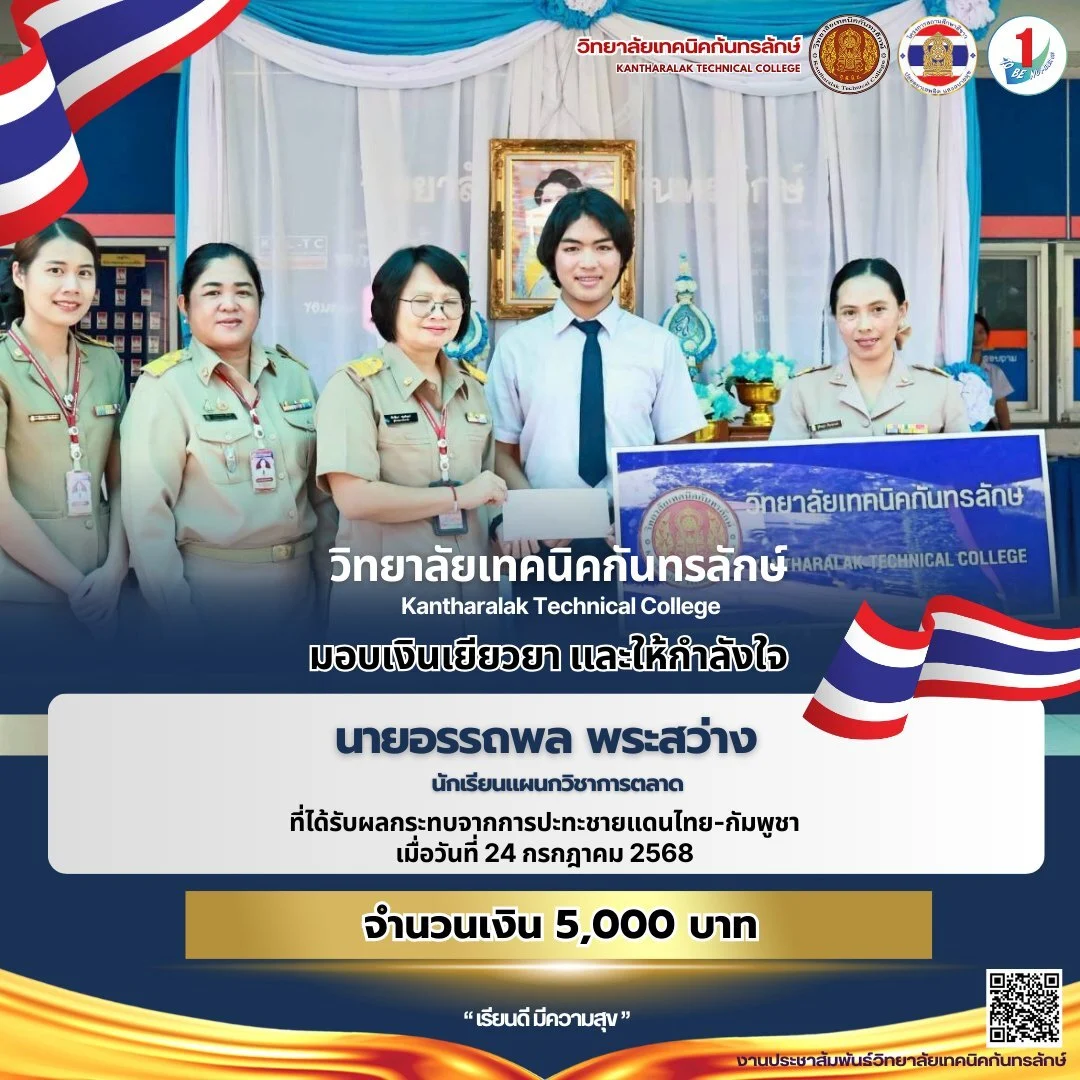 วิทยาลัยเทคนิคกันทรลักษ์
KANTHARALAK TECHNICAL COLLEGE
วิทยาลัยเทคนิคกันทรลักษ์
THARALAK TECHNICAL COLLEGE
วิทยาลัยเทคนิคกันทรลักษ์
Kantharalak Technical College
มอบเงินเยียวยา และให้กำลังใจ
นายอรรถพล พระสว่าง
นักเรียนแผนกวิชาการตลาด
ที่ได้รับผลกระทบจากการปะทะชายแดนไทย-กัมพูชา
เมื่อวันที่ 24 กรกฎาคม 2568
จำนวนเงิน 5,000 บาท
“ เรียนดี มีความสุข ”
งานประชาสัมพันธ์วิทยาลัยเทคนิคกันทรลักษ์